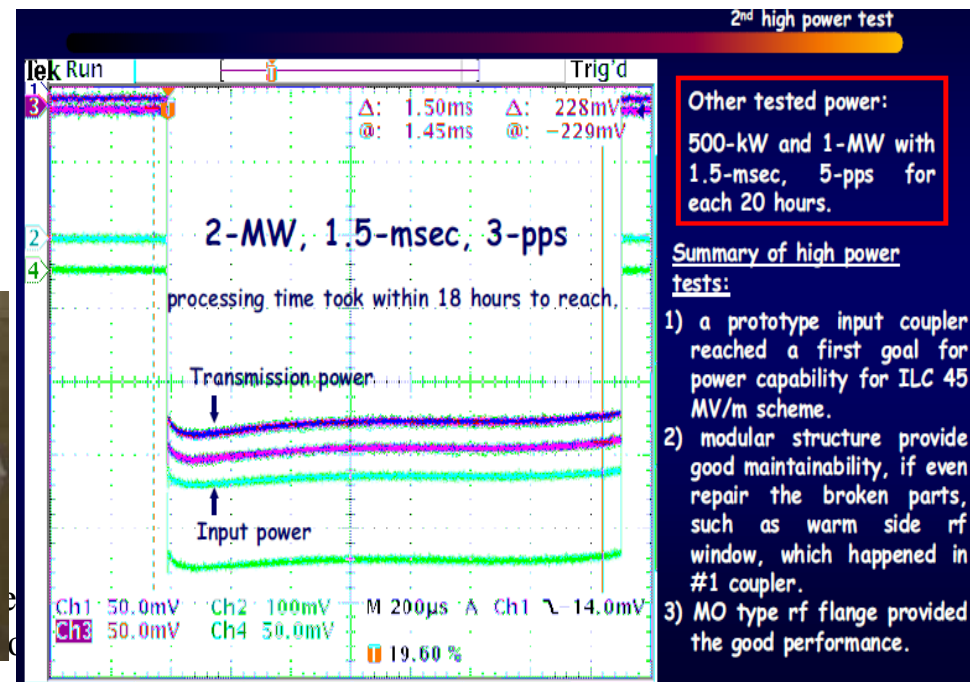 2nd high power test
Tek Run
Trig'd
1
3
Δ: 1.50ms Δ: 228mV
@: 1.45ms @: −229mV
2
4
2-MW, 1.5-msec, 3-pps
processing time took within 18 hours to reach.
Transmission power
Input power
Ch1 50.0mV Ch2 100mV M 200µs A Ch1 -14.0mV
Ch3 50.0mV Ch4 50.0mV
19.60 %
Other tested power:
500-kW and 1-MW with
1.5-msec, 5-pps for
each 20 hours.
Summary of high power
tests:
1) a prototype input coupler
reached a first goal for
power capability for ILC 45
MV/m scheme.
2) modular structure provide
good maintainability, if even
repair the broken parts,
such as warm side rf
window, which happened in
#1 coupler.
3) MO type rf flange provided
the good performance.